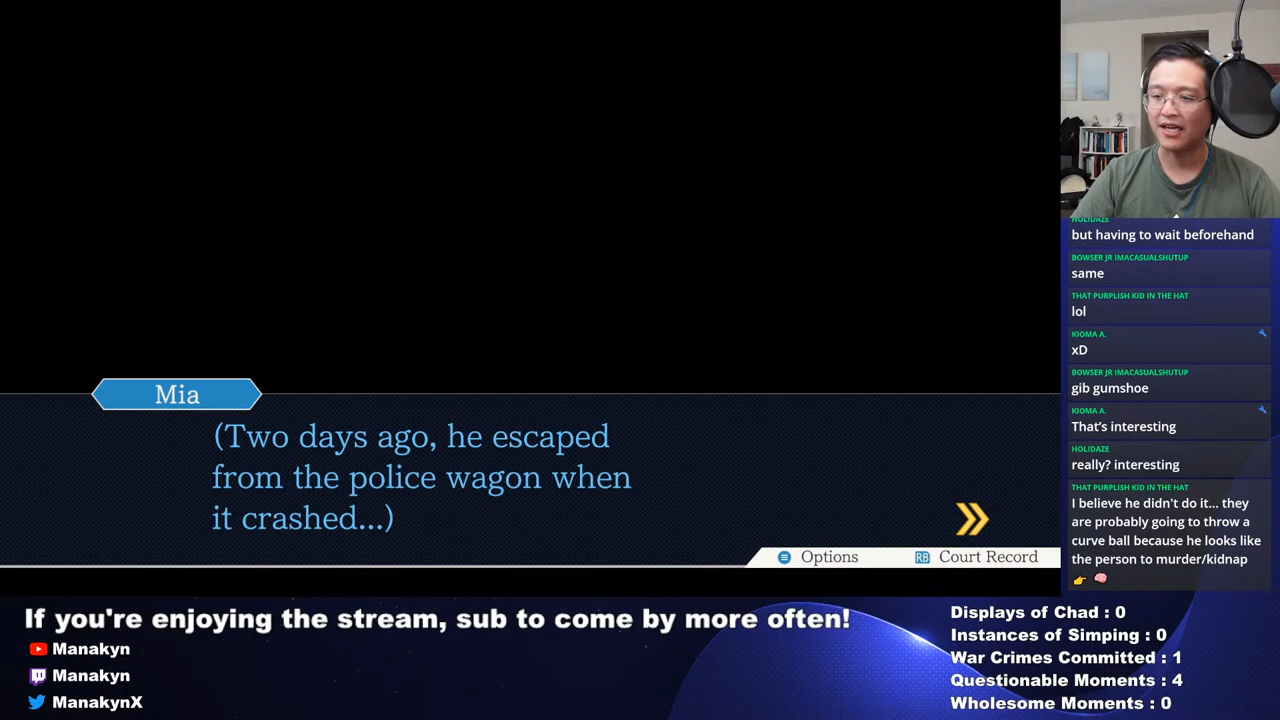 Mia
(Two days ago, he escaped
from the police wagon when
it crashed...)
Options
RB Court Record
HOLIDAZE
but having to wait beforehand
BOWSER JR IMACASUALSHUTUP
same
THAT PURPLISH KID IN THE HAT
lol
KIOMA A.
xD
BOWSER JR IMACASUALSHUTUP
gib gumshoe
KIOMA A.
That's interesting
HOLIDAZE
really? interesting
THAT PURPLISH KID IN THE HAT
I believe he didn't do it... they
are probably going to throw a
curve ball because he looks like
the person to murder/kidnap
👉 🧠
If you're enjoying the stream, sub to come by more often!
Manakyn
Manakyn
ManakynX
Displays of Chad : 0
Instances of Simping : 0
War Crimes Committed : 1
Questionable Moments : 4
Wholesome Moments : 0